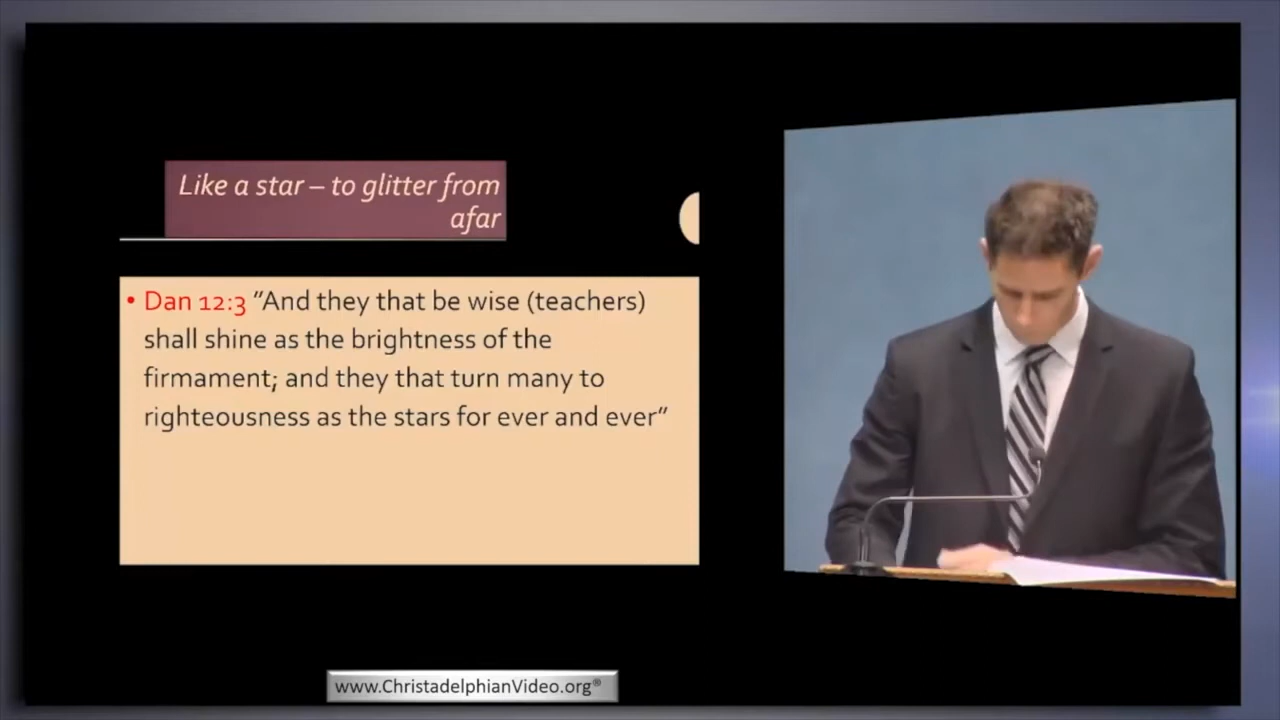 Like a star – to glitter from
afar
• Dan 12:3 “And they that be wise (teachers)
shall shine as the brightness of the
firmament; and they that turn many to
righteousness as the stars for ever and ever”
www.ChristadelphianVideo.org®